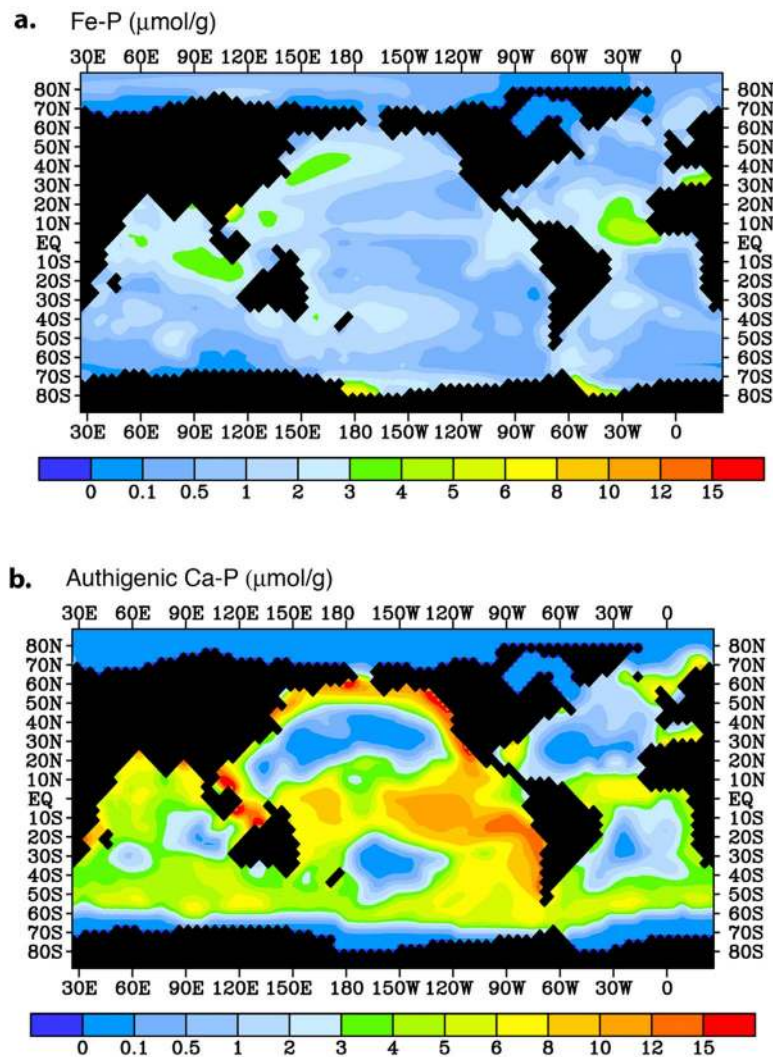 a. Fe-P (μmol/g)
30E 60E 90E 120E 150E 180 150W 120W 90W 60W 30W 0
80N 80N
70N 70N
60N 60N
50N 50N
40N 40N
30N 30N
20N 20N
10N 10N
EQ EQ
10S 10S
20S 20S
30S 30S
40S 40S
50S 50S
60S 60S
70S 70S
80S 80S
30E 60E 90E 120E 150E 180 150W 120W 90W 60W 30W 0
0 0.1 0.5 1 2 3 4 5 6 8 10 12 15
b. Authigenic Ca-P (μmol/g)
30E 60E 90E 120E 150E 180 150W 120W 90W 60W 30W 0
80N 80N
70N 70N
60N 60N
50N 50N
40N 40N
30N 30N
20N 20N
10N 10N
EQ EQ
10S 10S
20S 20S
30S 30S
40S 40S
50S 50S
60S 60S
70S 70S
80S 80S
30E 60E 90E 120E 150E 180 150W 120W 90W 60W 30W 0
0 0.1 0.5 1 2 3 4 5 6 8 10 12 15